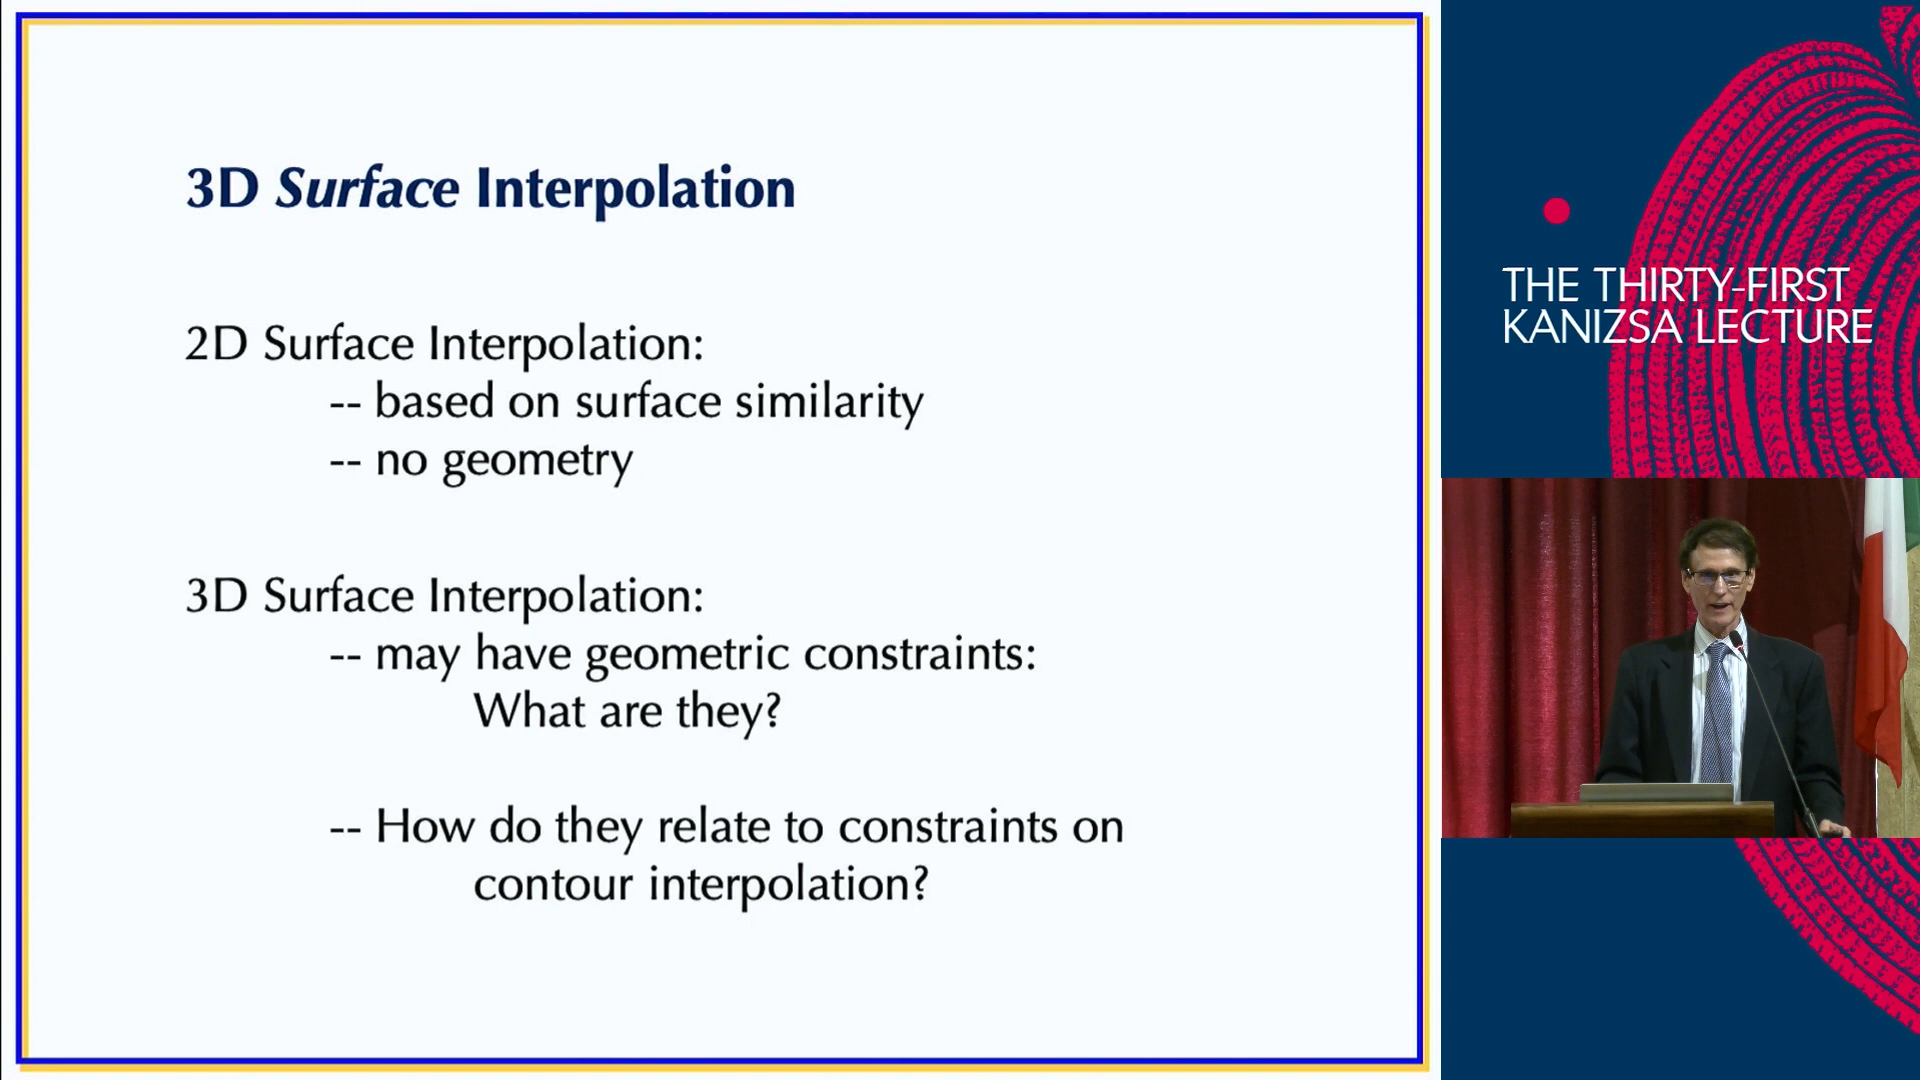 3D Surface Interpolation
2D Surface Interpolation:
-- based on surface similarity
-- no geometry
3D Surface Interpolation:
-- may have geometric constraints:
What are they?
-- How do they relate to constraints on
contour interpolation?
THE THIRTY-FIRST
KANIZSA LECTURE